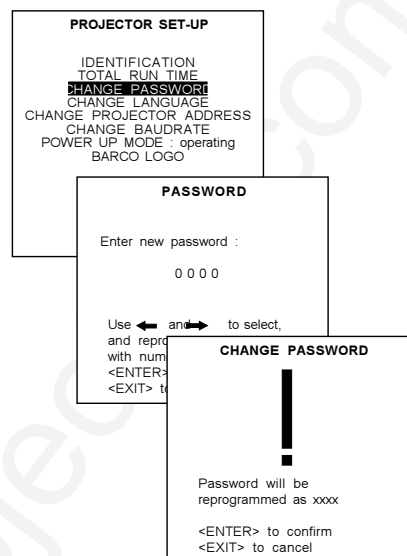 PROJECTOR SET-UP
IDENTIFICATION
TOTAL RUN TIME
CHANGE PASSWORD
CHANGE LANGUAGE
CHANGE PROJECTOR ADDRESS
CHANGE BAUDRATE
POWER UP MODE : operating
BARCO LOGO
PASSWORD
Enter new password :
0 0 0 0
Use ← and → to select,
and repro
with num
<ENTER>
<EXIT> to
CHANGE PASSWORD
!
Password will be
reprogrammed as xxxx
<ENTER> to confirm
<EXIT> to cancel